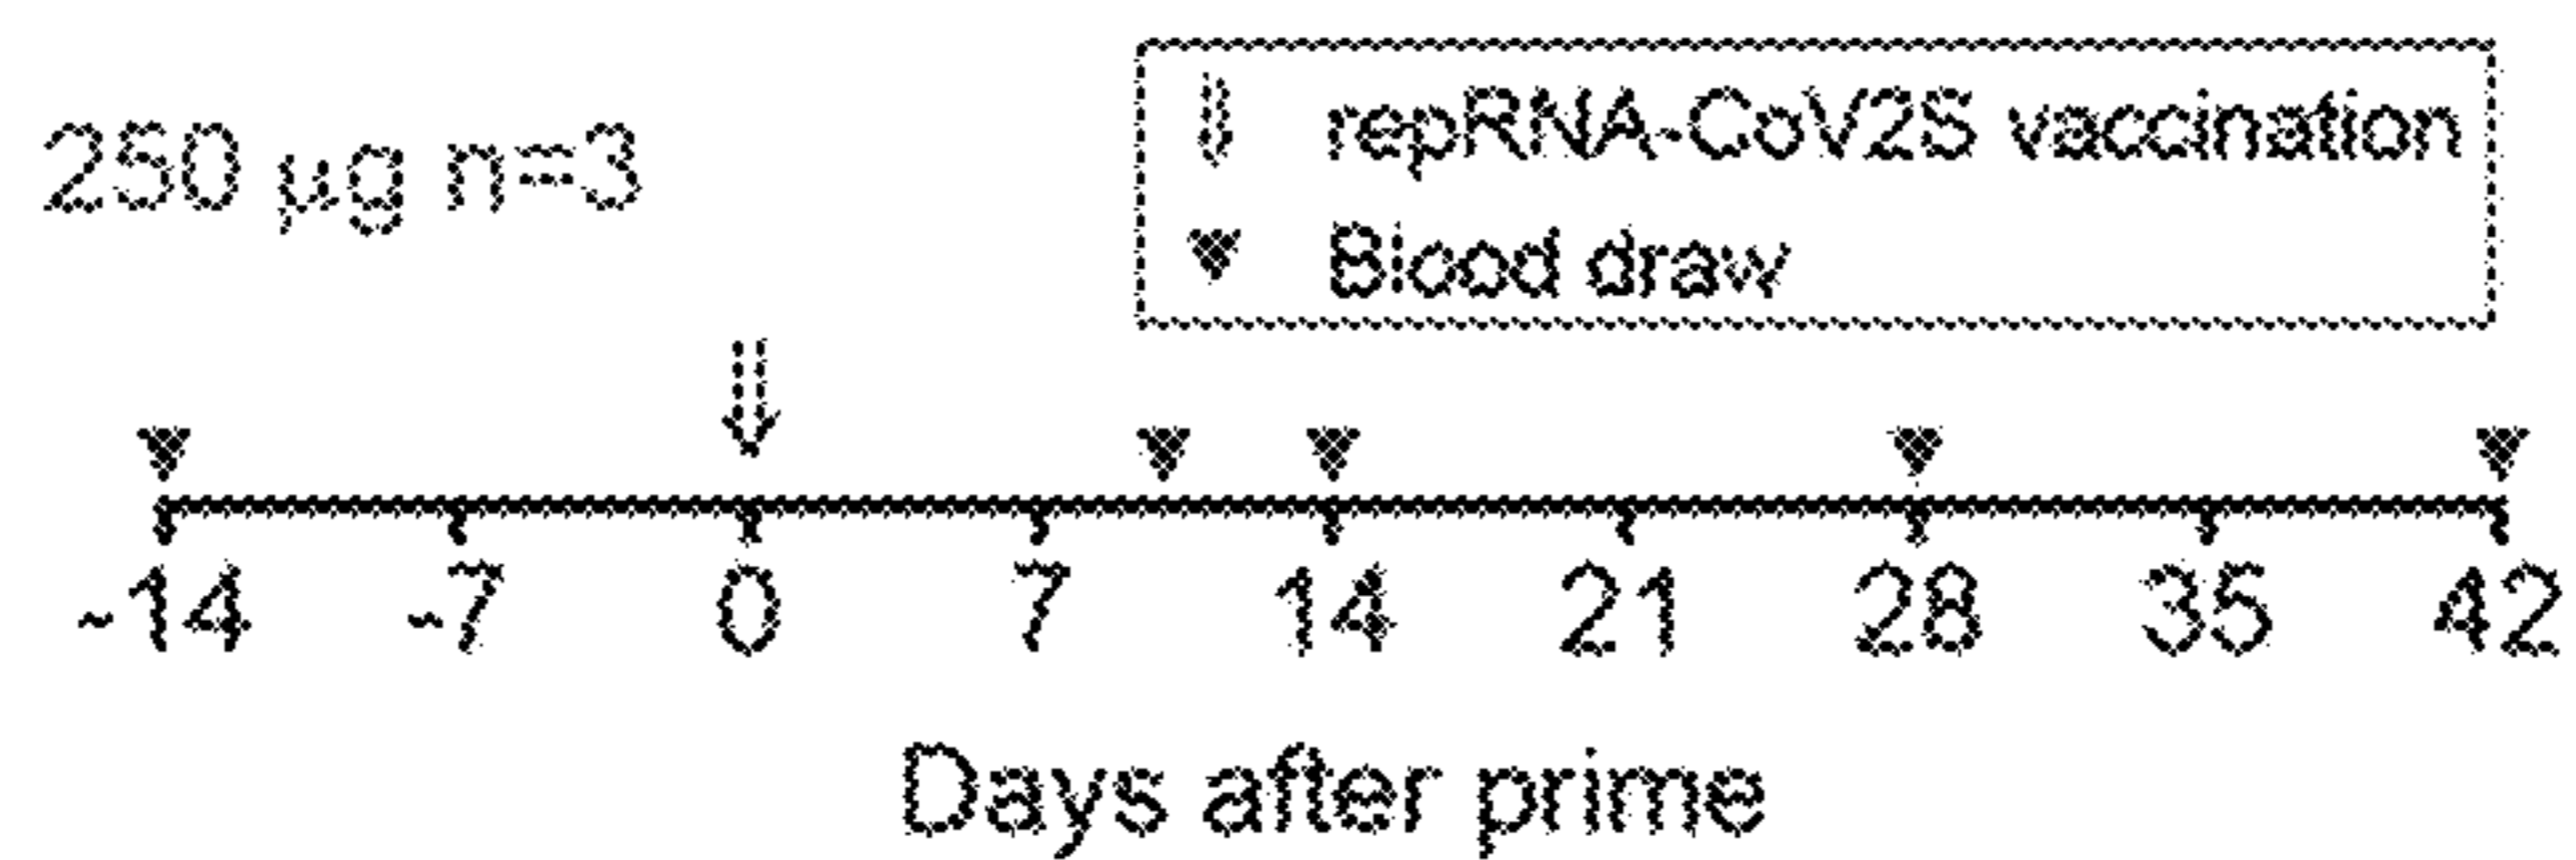 250 µg n=3
repRNA-CoV2S vaccination
Blood draw
-14 -7 0 7 14 21 28 35 42
Days after prime